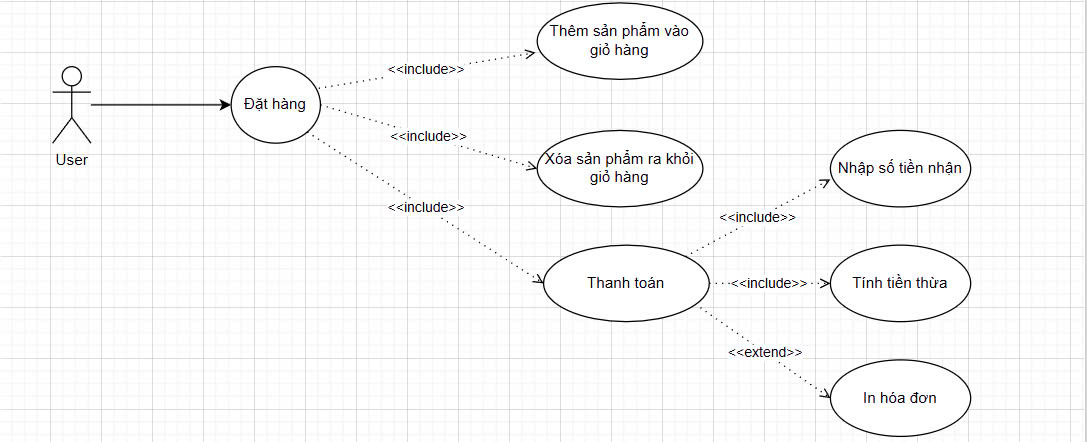 Thêm sản phẩm vào
giỏ hàng
<<include>>
Đặt hàng
<<include>>
User
Xóa sản phẩm ra khỏi
giỏ hàng
Nhập số tiền nhận
<<include>>
<<include>>
Thanh toán
<<include>>
Tính tiền thừa
<<extend>>
In hóa đơn